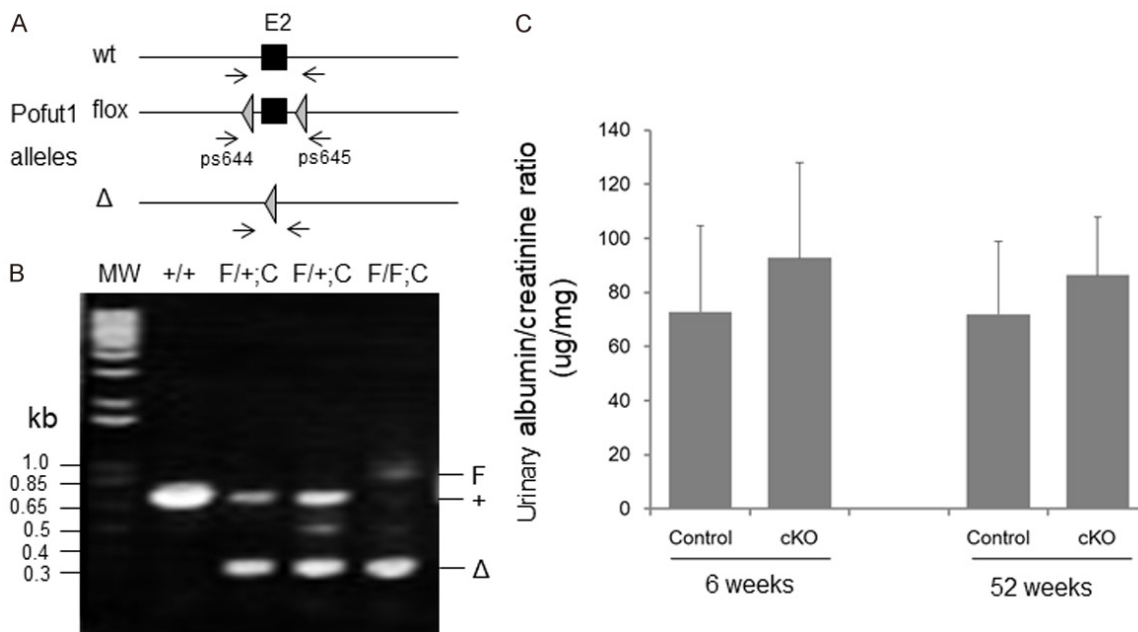 A
E2
wt
Pofut1
alleles
flox
ps644
ps645
Δ
B
MW
+/+
F/+;C
F/+;C
F/F;C
kb
1.0
0.85
0.65
0.5
0.4
0.3
F
+
Δ
C
Urinary albumin/creatinine ratio
(ug/mg)
140
120
100
80
60
40
20
0
Control
cKO
Control
cKO
6 weeks
52 weeks